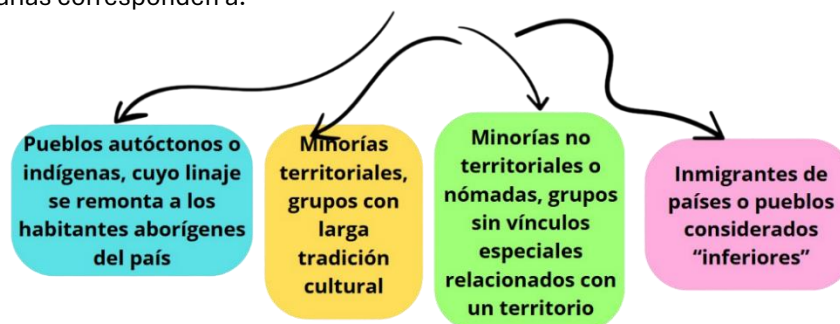 corresponden a:
Pueblos autóctonos o
indígenas, cuyo linaje
se remonta a los
habitantes aborígenes
del país
Minorías
territoriales,
grupos con
larga
tradición
cultural
Minorías no
territoriales o
nómadas, grupos
sin vínculos
especiales
relacionados con
un territorio
Inmigrantes de
países o pueblos
considerados
“inferiores”